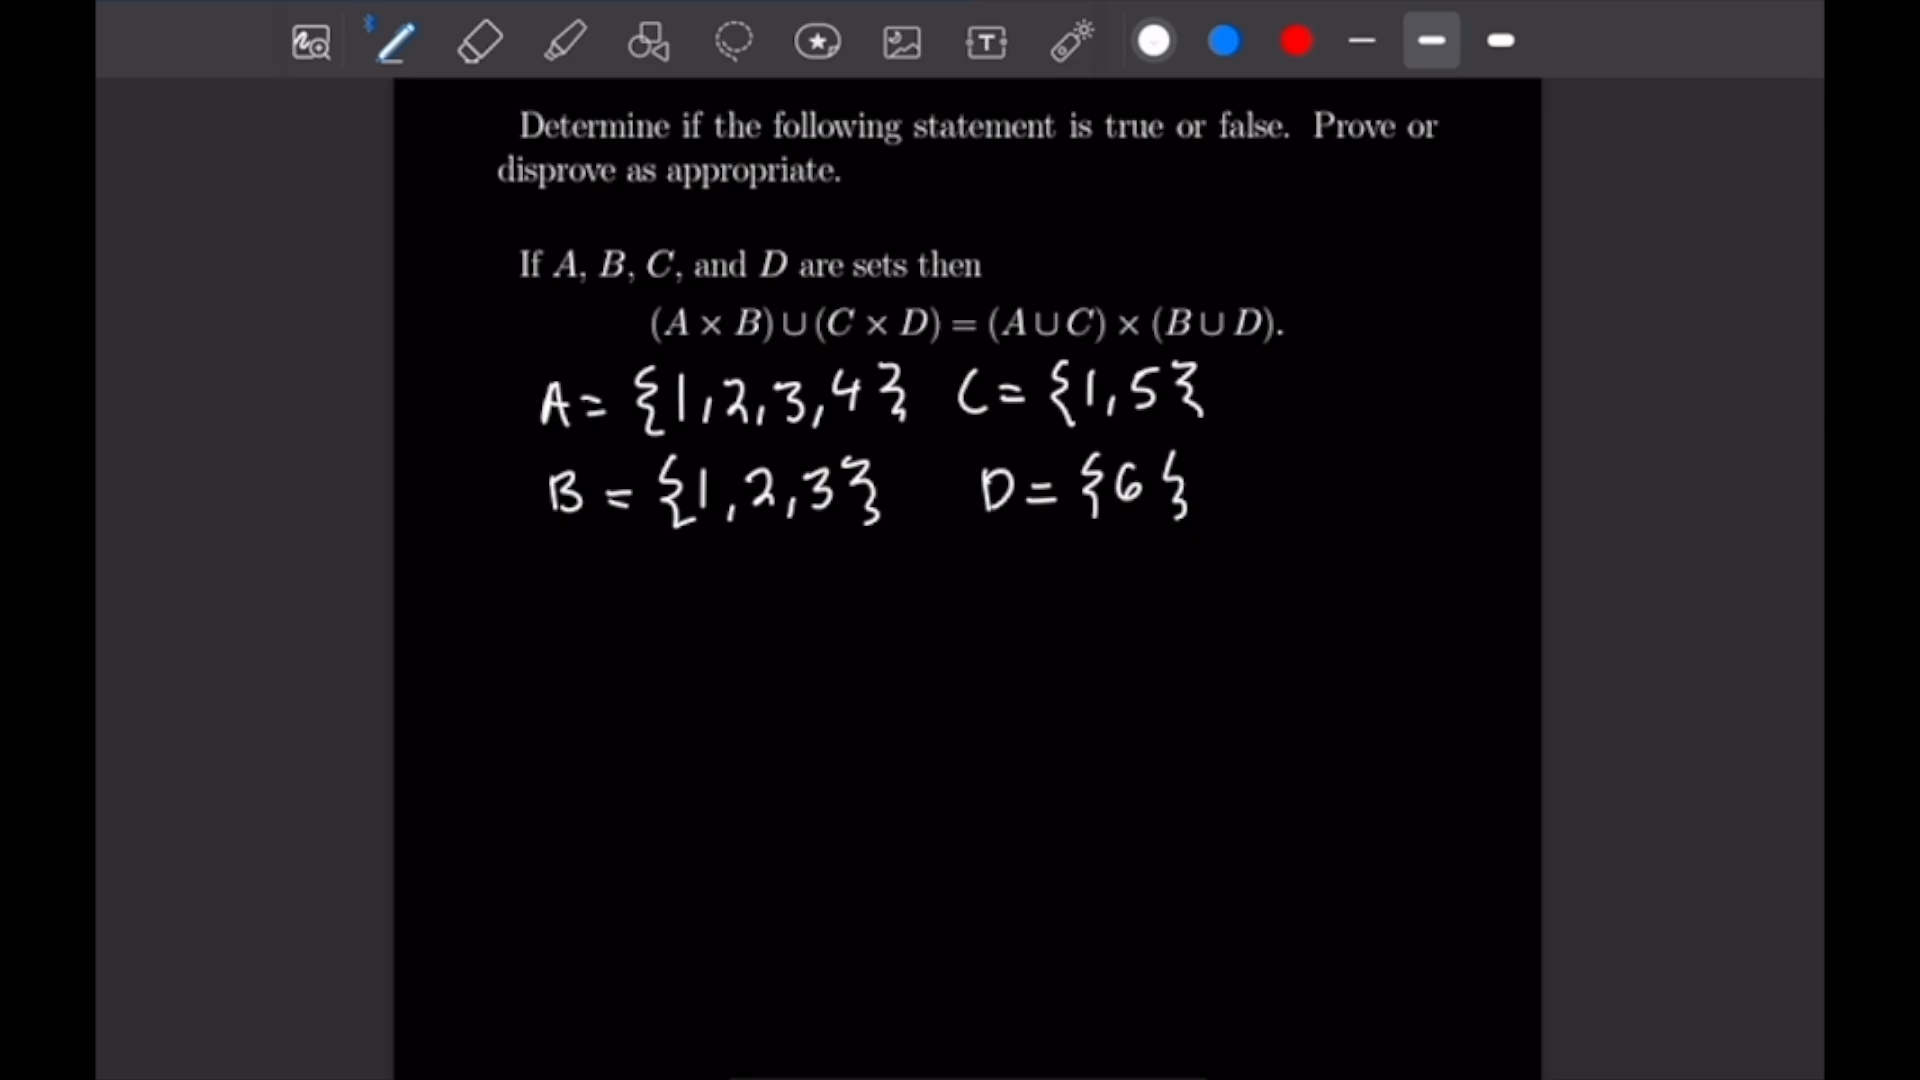 Determine if the following statement is true or false. Prove or
disprove as appropriate.
If A, B, C, and D are sets then
(A × B) ∪ (C × D) = (A ∪ C) × (B ∪ D).
A = {1, 2, 3, 4} C = {1, 5}
B = {1, 2, 3} D = {6}